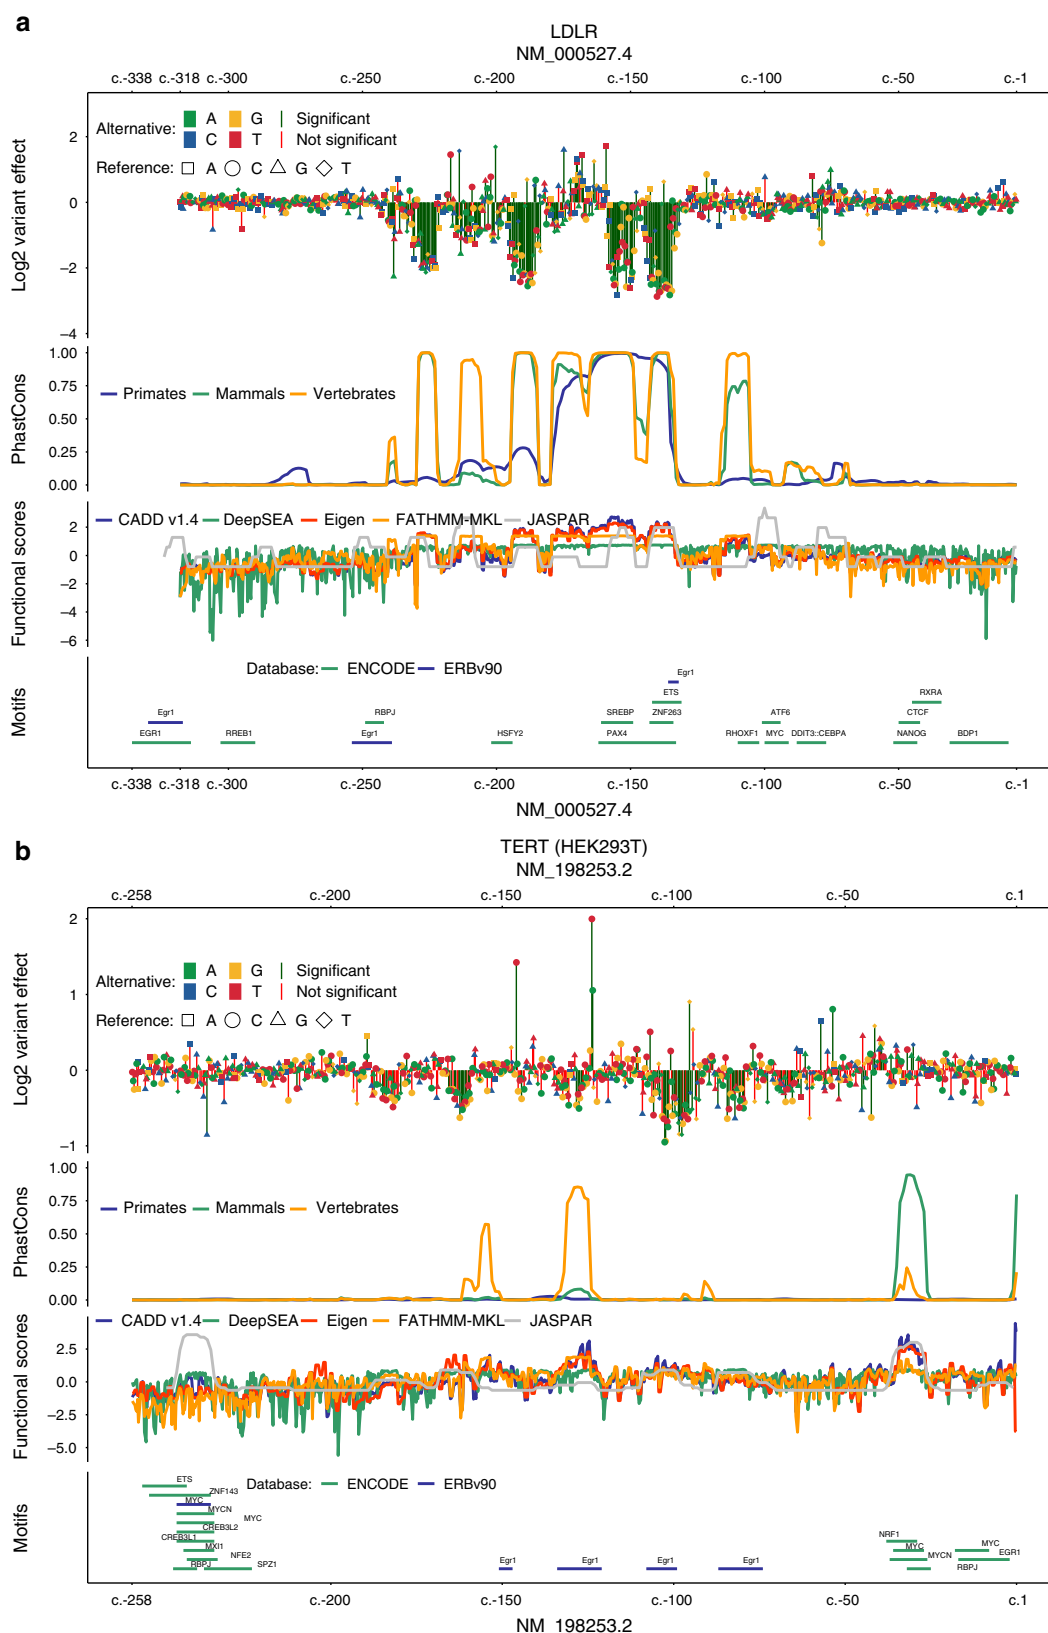 a
LDLR
NM_000527.4
c.-338 c.-318 c.-300 c.-250 c.-200 c.-150 c.-100 c.-50 c.-1
Log2 variant effect
2
0
−2
−4
Alternative: A G Significant
C T Not significant
Reference: A C G T
PhastCons
1.00
0.75
0.50
0.25
0.00
Primates Mammals Vertebrates
Functional scores
2
0
−2
−4
−6
CADD v1.4 DeepSEA Eigen FATHMM-MKL JASPAR
Motifs
Database: ENCODE ERBv90
Egr1
ETS RXRA
Egr1 RBPJ SREBP ZNF263 ATF6 CTCF
EGR1 RREB1 Egr1 HSFY2 PAX4 RHOXF1 MYC DDIT3::CEBPA NANOG BDP1
c.-338 c.-318 c.-300 c.-250 c.-200 c.-150 c.-100 c.-50 c.-1
NM_000527.4
b
TERT (HEK293T)
NM_198253.2
c.-258 c.-200 c.-150 c.-100 c.-50 c.1
Log2 variant effect
2
1
0
−1
Alternative: A G Significant
C T Not significant
Reference: A C G T
PhastCons
1.00
0.75
0.50
0.25
0.00
Primates Mammals Vertebrates
Functional scores
2.5
0.0
−2.5
−5.0
CADD v1.4 DeepSEA Eigen FATHMM-MKL JASPAR
Motifs
Database: ENCODE ERBv90
ETS
ZNF143
MYC
MYCN
MYC
CREB3L2
CREB3L1 NRF1
MXI1 MYC MYC
NFE2 MYCN EGR1
RBPJ SPZ1 Egr1 Egr1 Egr1 Egr1 RBPJ
c.-258 c.-200 c.-150 c.-100 c.-50 c.1
NM_198253.2